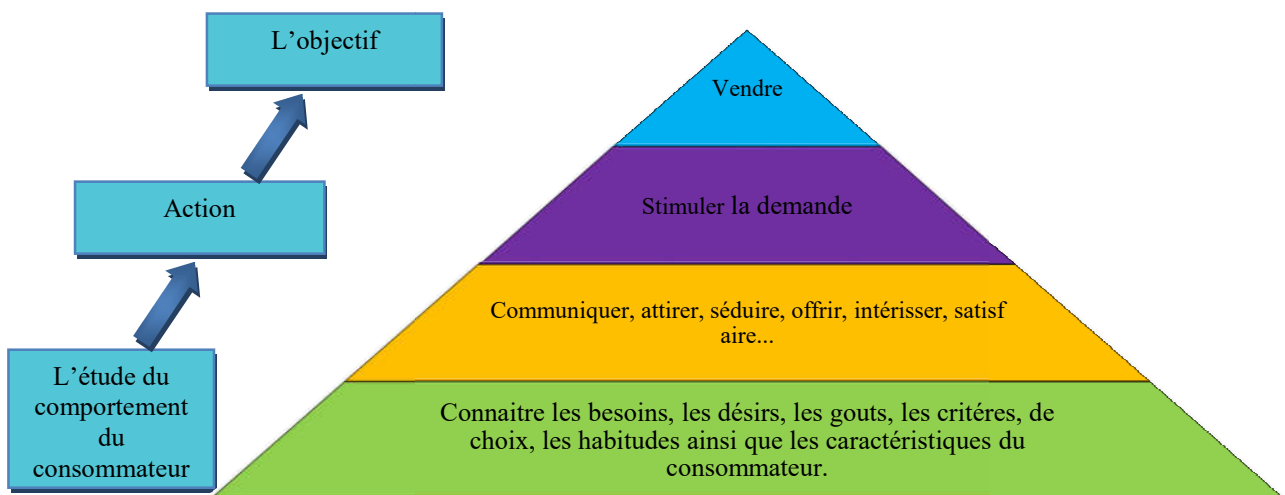 L’objectif
Vendre
Action
Stimuler la demande
Communiquer, attirer, séduire, offrir, intérisser, satisf
aire...
L’étude du
comportement
du
consommateur
Connaitre les besoins, les désirs, les gouts, les critéres, de
choix, les habitudes ainsi que les caractéristiques du
consommateur.